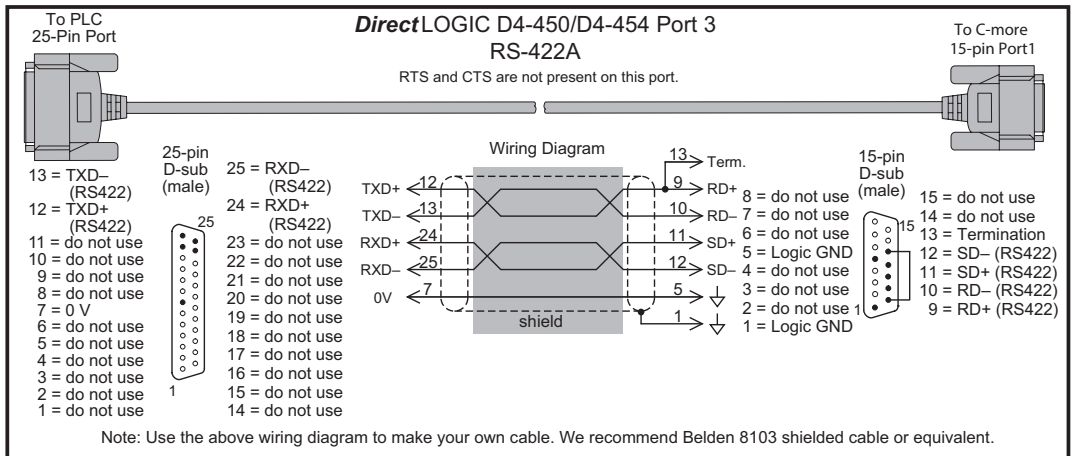 To PLC
25-Pin Port
DirectLOGIC D4-450/D4-454 Port 3
RS-422A
RTS and CTS are not present on this port.
To C-more
15-pin Port1
13 = TXD–
(RS422)
12 = TXD+
(RS422)
11 = do not use
10 = do not use
9 = do not use
8 = do not use
7 = 0 V
6 = do not use
5 = do not use
4 = do not use
3 = do not use
2 = do not use
1 = do not use
25-pin
D-sub
(male)
25
1
25 = RXD–
(RS422)
24 = RXD+
(RS422)
23 = do not use
22 = do not use
21 = do not use
20 = do not use
19 = do not use
18 = do not use
17 = do not use
16 = do not use
15 = do not use
14 = do not use
Wiring Diagram
13 Term.
TXD+ 12 9 RD+
TXD– 13 10 RD–
RXD+ 24 11 SD+
RXD– 25 12 SD–
0V 7 5
shield 1
8 = do not use
7 = do not use
6 = do not use
5 = Logic GND
4 = do not use
3 = do not use
2 = do not use
1 = Logic GND
15-pin
D-sub
(male)
15
1
15 = do not use
14 = do not use
13 = Termination
12 = SD– (RS422)
11 = SD+ (RS422)
10 = RD– (RS422)
9 = RD+ (RS422)
Note: Use the above wiring diagram to make your own cable. We recommend Belden 8103 shielded cable or equivalent.